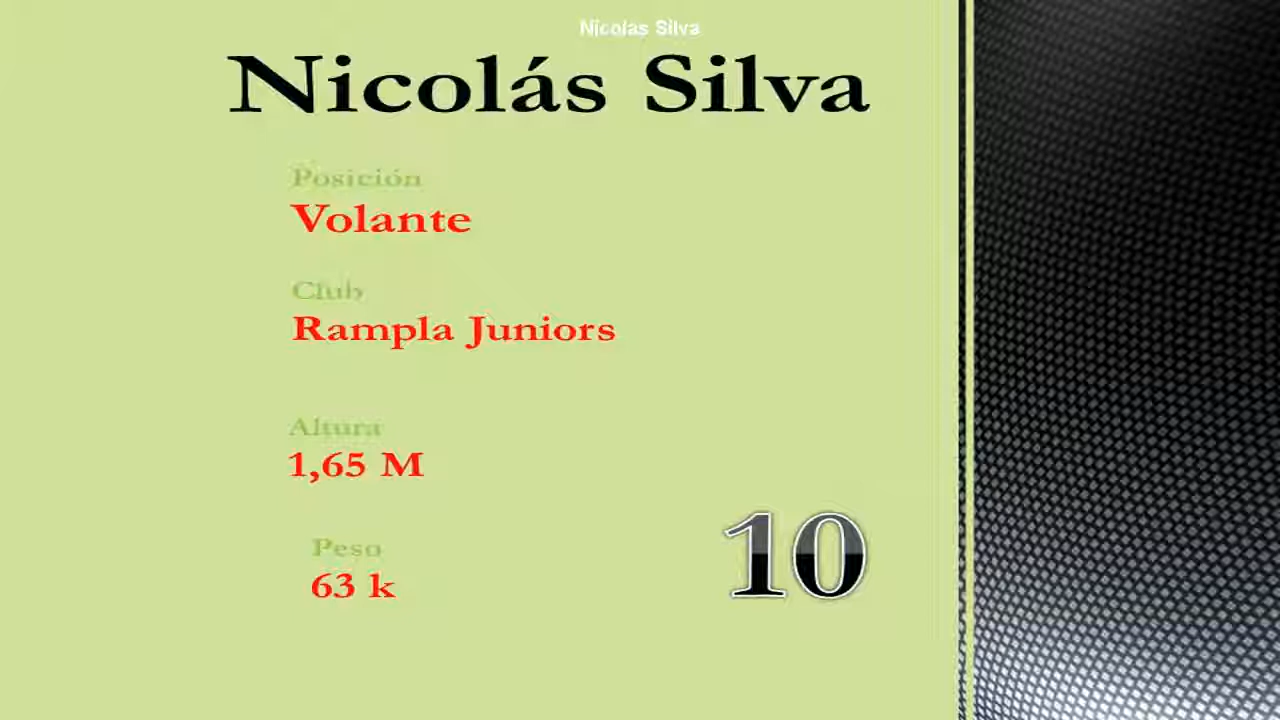 Nicolas Silva
Nicolás Silva
Posición
Volante
Club
Rampla Juniors
Altura
1,65 M
Peso
63 k
10